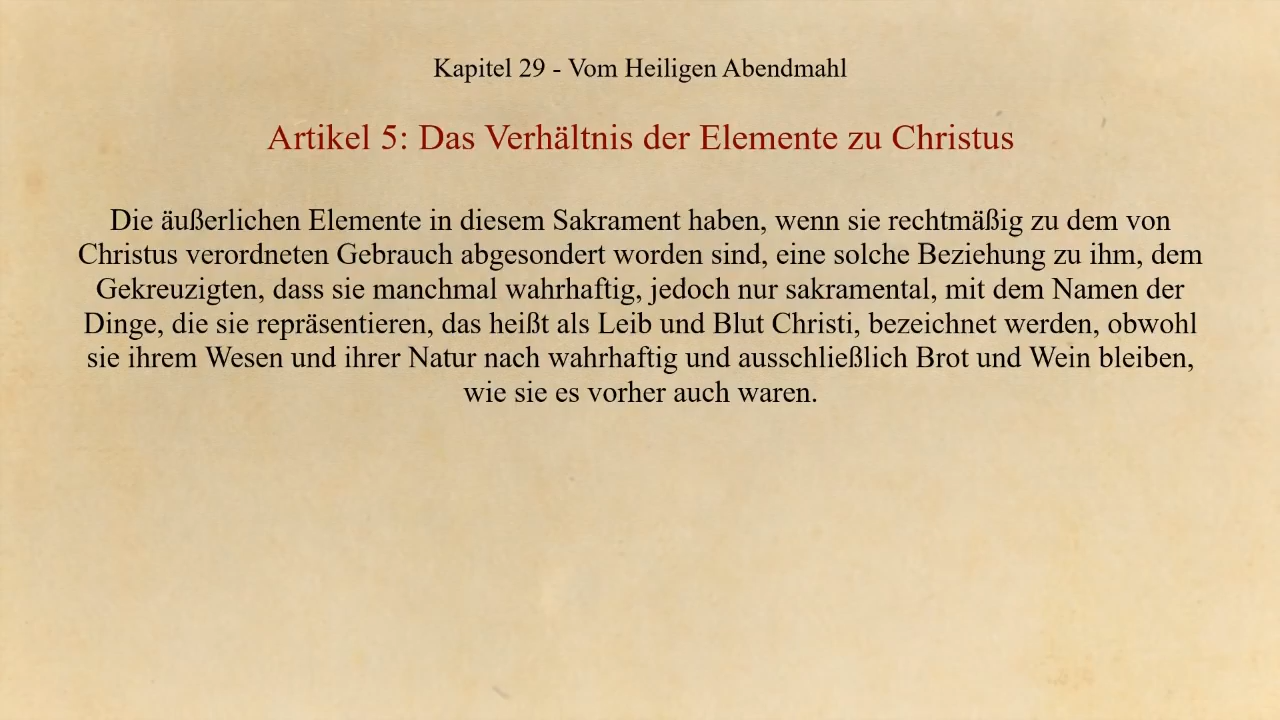 Kapitel 29 - Vom Heiligen Abendmahl
Artikel 5: Das Verhältnis der Elemente zu Christus
Die äußerlichen Elemente in diesem Sakrament haben, wenn sie rechtmäßig zu dem von
Christus verordneten Gebrauch abgesondert worden sind, eine solche Beziehung zu ihm, dem
Gekreuzigten, dass sie manchmal wahrhaftig, jedoch nur sakramental, mit dem Namen der
Dinge, die sie repräsentieren, das heißt als Leib und Blut Christi, bezeichnet werden, obwohl
sie ihrem Wesen und ihrer Natur nach wahrhaftig und ausschließlich Brot und Wein bleiben,
wie sie es vorher auch waren.